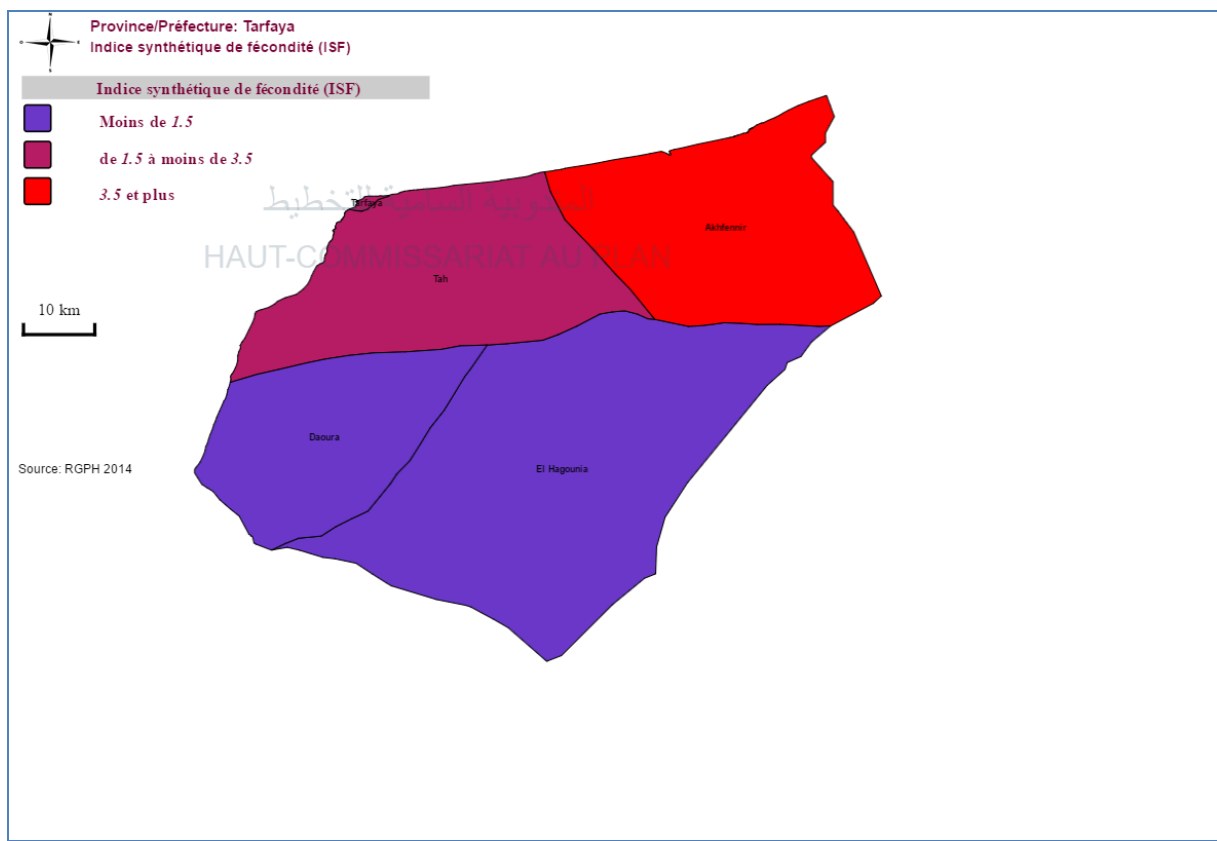 Province/Préfecture: Tarfaya
Indice synthétique de fécondité (ISF)
Indice synthétique de fécondité (ISF)
Moins de 1.5
de 1.5 à moins de 3.5
3.5 et plus
المندوبية السامية للتخطيط
HAUT-COMMISSARIAT AU PLAN
Tarfaya
Akhfennir
Tah
10 km
Daoura
El Hagounia
Source: RGPH 2014